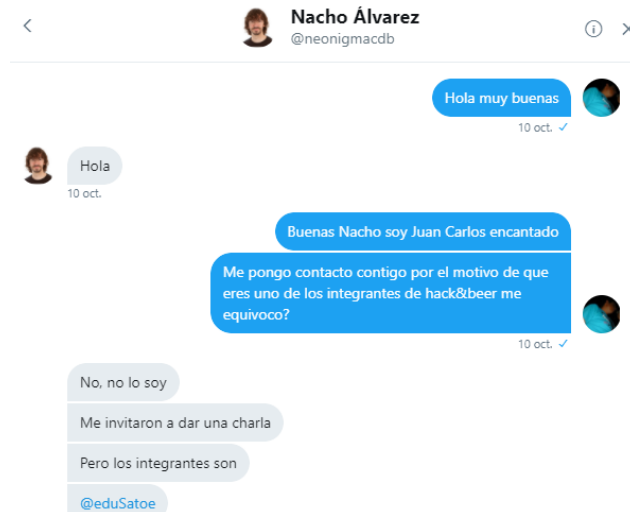 Nacho Álvarez
@neonigmacdb
Hola muy buenas
10 oct. ✓
Hola
10 oct.
Buenas Nacho soy Juan Carlos encantado
Me pongo contacto contigo por el motivo de que
eres uno de los integrantes de hack&beer me
equivoco?
10 oct. ✓
No, no lo soy
Me invitaron a dar una charla
Pero los integrantes son
@eduSatoe